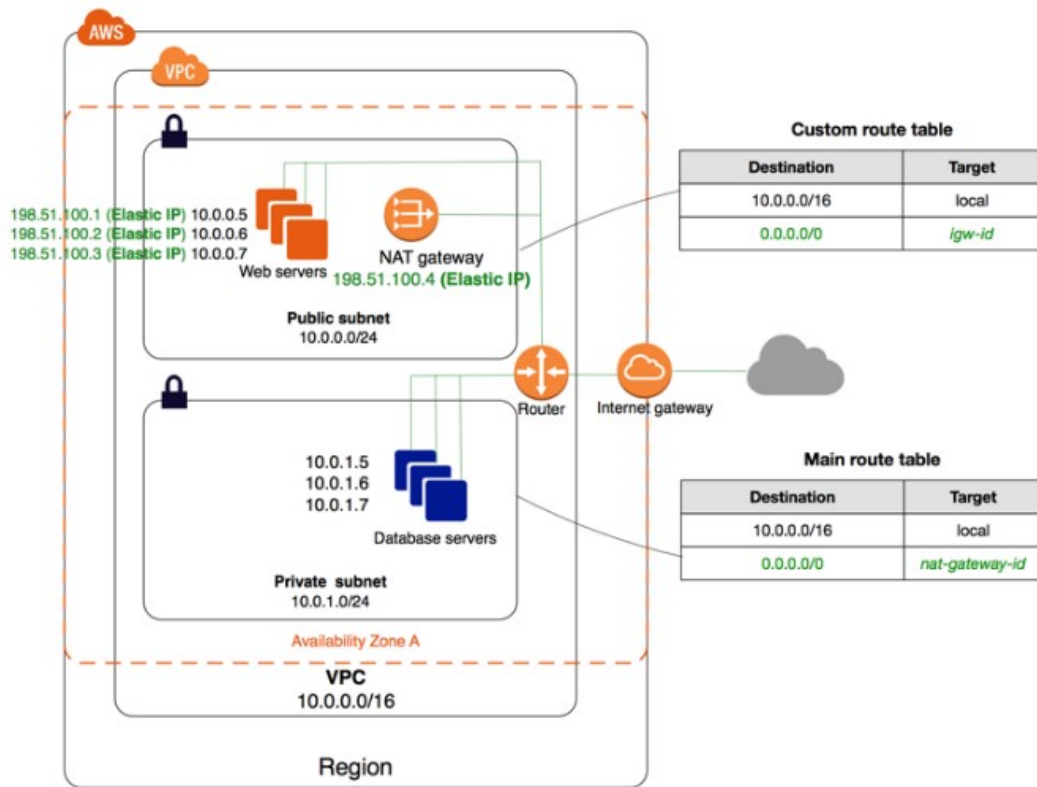 AWS
VPC
198.51.100.1 (Elastic IP) 10.0.0.5
198.51.100.2 (Elastic IP) 10.0.0.6
198.51.100.3 (Elastic IP) 10.0.0.7
Web servers
NAT gateway
198.51.100.4 (Elastic IP)
Public subnet
10.0.0.0/24
Custom route table
Destination Target
10.0.0.0/16 local
0.0.0.0/0 igw-id
Router
Internet gateway
10.0.1.5
10.0.1.6
10.0.1.7
Database servers
Private subnet
10.0.1.0/24
Main route table
Destination Target
10.0.0.0/16 local
0.0.0.0/0 nat-gateway-id
Availability Zone A
VPC
10.0.0.0/16
Region